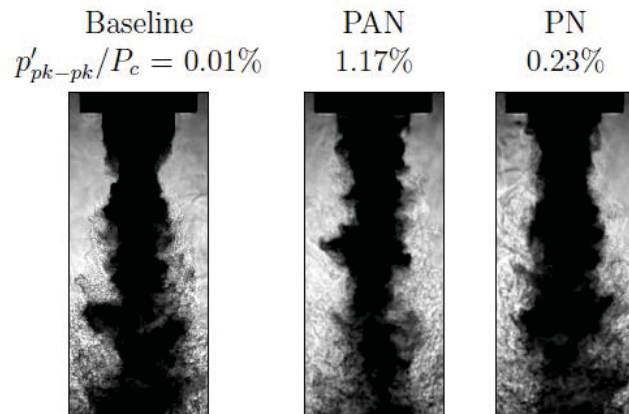 Baseline PAN PN
p'pk−pk/Pc = 0.01% 1.17% 0.23%